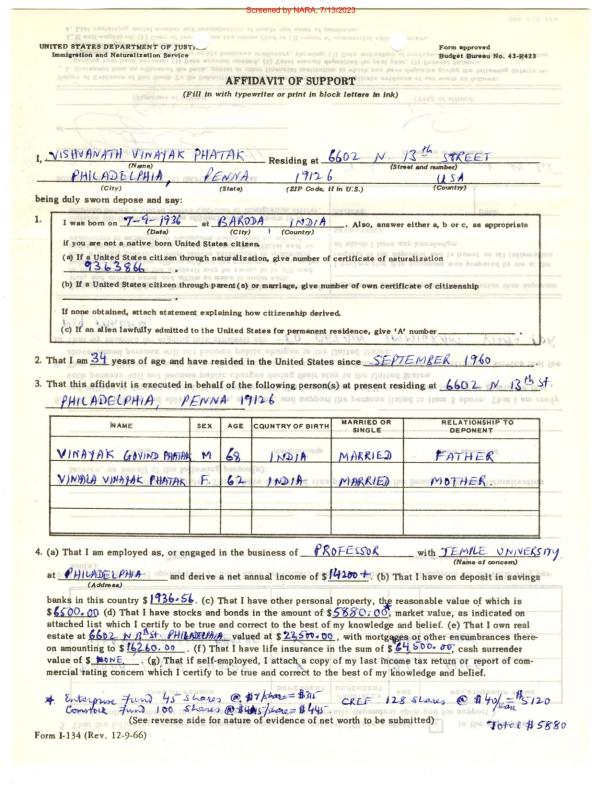 Screened by NARA, 7/13/2023
UNITED STATES DEPARTMENT OF JUSTI
Immigration and Naturalization Service
Form approved
Budget Bureau No. 43-R423
AFFIDAVIT OF SUPPORT
(Fill in with typewriter or print in block letters in ink)
I, VISHVANATH VINAYAK PHATAK Residing at 6602 N. 13th STREET
(Name) (Street and number)
PHILADELPHIA, PENNA 19126 USA
(City) (State) (ZIP Code, if in U.S.) (Country)
being duly sworn depose and say:
1. I was born on 7-9-1936 at BARODA, INDIA. Also, answer either a, b or c, as appropriate
(Date) (City) (Country)
if you are not a native born United States citizen.
(a) If a United States citizen through naturalization, give number of certificate of naturalization
9363866.
(b) If a United States citizen through parent(s) or marriage, give number of own certificate of citizenship
If none obtained, attach statement explaining how citizenship derived.
(c) If an alien lawfully admitted to the United States for permanent residence, give 'A' number
2. That I am 34 years of age and have resided in the United States since SEPTEMBER 1960
3. That this affidavit is executed in behalf of the following person(s) at present residing at 6602 N 13th St.
PHILADELPHIA, PENNA 19126
NAME SEX AGE COUNTRY OF BIRTH MARRIED OR SINGLE RELATIONSHIP TO DEPONENT
VINAYAK GOVIND PHATAK M 68 INDIA MARRIED FATHER
VIMALA VINAYAK PHATAK F. 62 INDIA MARRIED MOTHER.
4. (a) That I am employed as, or engaged in the business of PROFESSOR with TEMPLE UNIVERSITY.
(Name of concern)
at PHILADELPHIA and derive a net annual income of $14200+. (b) That I have on deposit in savings
(Address)
banks in this country $1936.56. (c) That I have other personal property, the reasonable value of which is
$6500.00 (d) That I have stocks and bonds in the amount of $5880.00*, market value, as indicated on
attached list which I certify to be true and correct to the best of my knowledge and belief. (e) That I own real
estate at 6602 N 13th St PHILADELPHIA valued at $22500.00, with mortgages or other encumbrances there-
on amounting to $16260.00. (f) That I have life insurance in the sum of $64,500.00, cash surrender
value of $ NONE. (g) That if self-employed, I attach a copy of my last income tax return or report of com-
mercial rating concern which I certify to be true and correct to the best of my knowledge and belief.
* Enterprise Fund 45 Shares @ $7/share = $315 CREF 128 Shares @ $40/share = $5120
Comstock Fund 100 Shares @ = $445
(See reverse side for nature of evidence of net worth to be submitted) Total $5880
Form I-134 (Rev. 12-9-66)